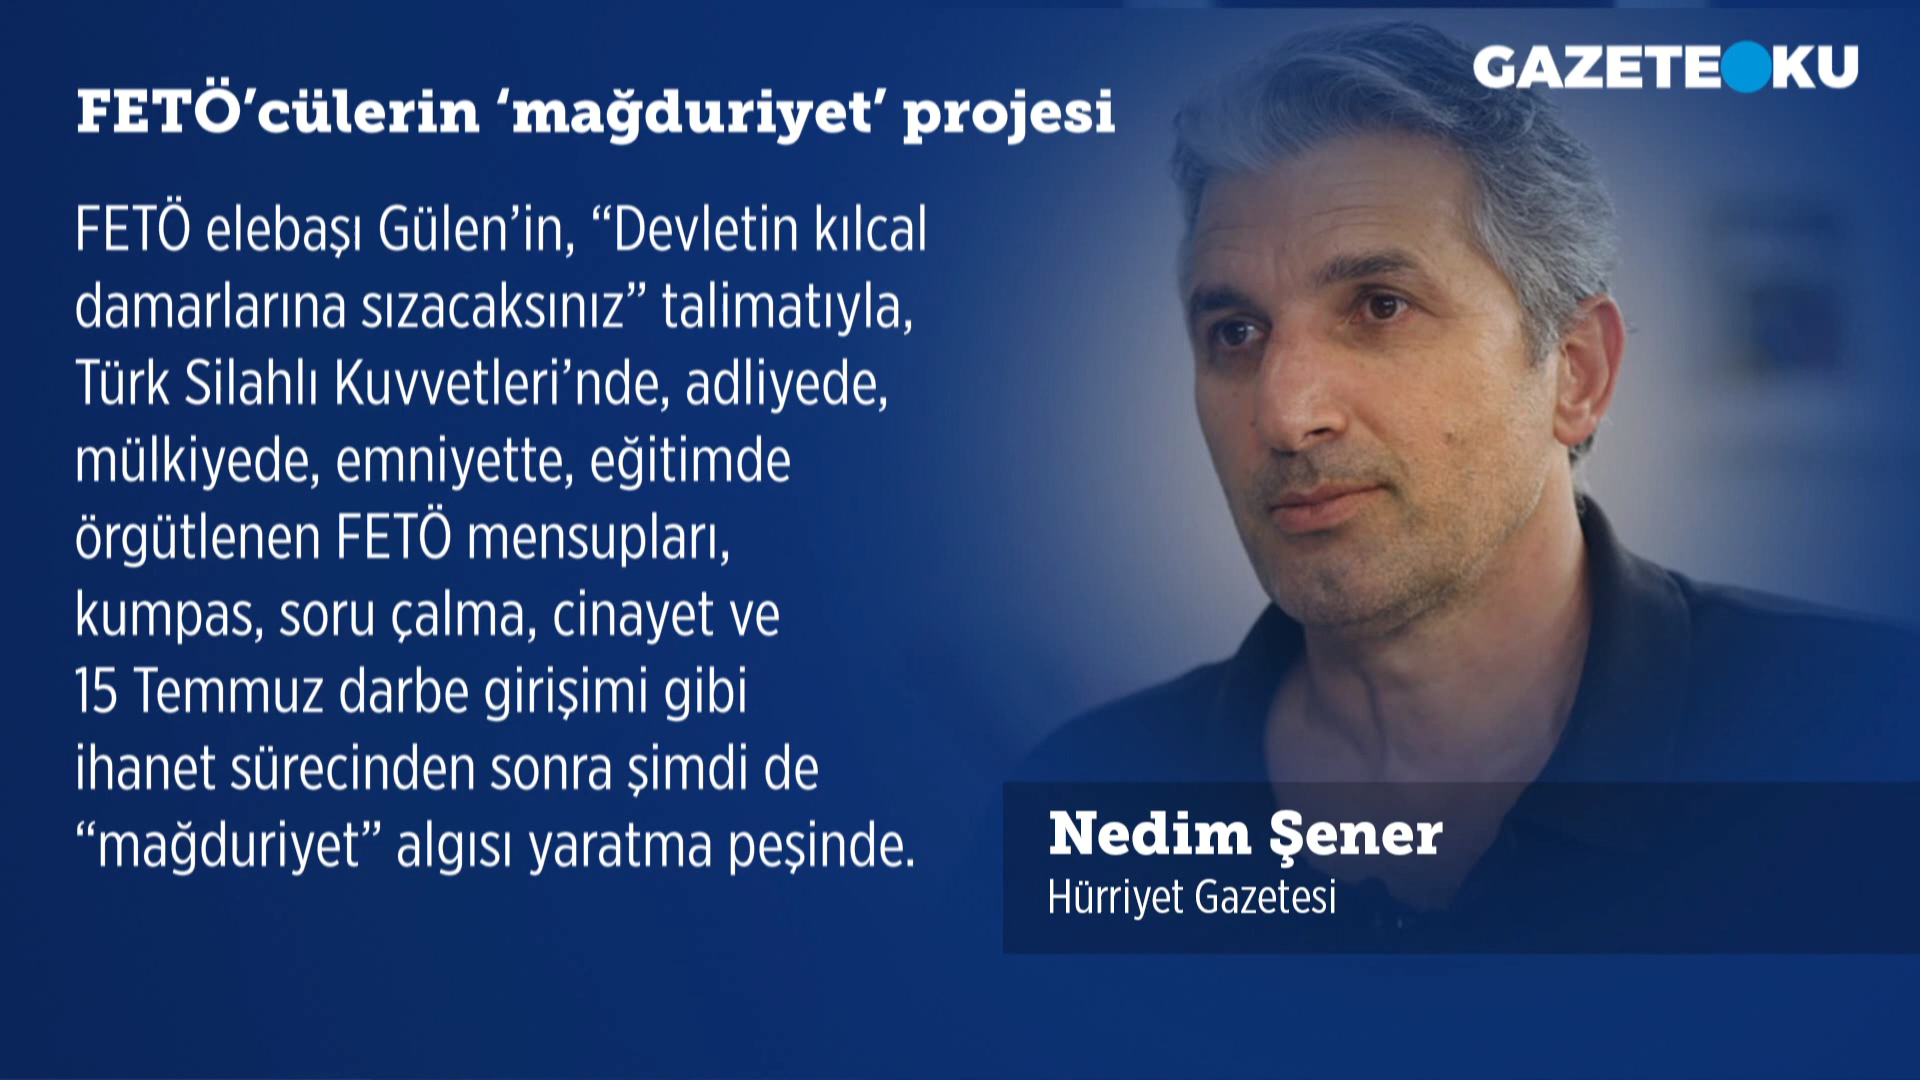 GAZETEOKU
FETÖ’cülerin ‘mağduriyet’ projesi
FETÖ elebaşı Gülen’in, “Devletin kılcal
damarlarına sızacaksınız” talimatıyla,
Türk Silahlı Kuvvetleri’nde, adliyede,
mülkiyede, emniyette, eğitimde
örgütlenen FETÖ mensupları,
kumpas, soru çalma, cinayet ve
15 Temmuz darbe girişimi gibi
ihanet sürecinden sonra şimdi de
“mağduriyet” algısı yaratma peşinde.
Nedim Şener
Hürriyet Gazetesi